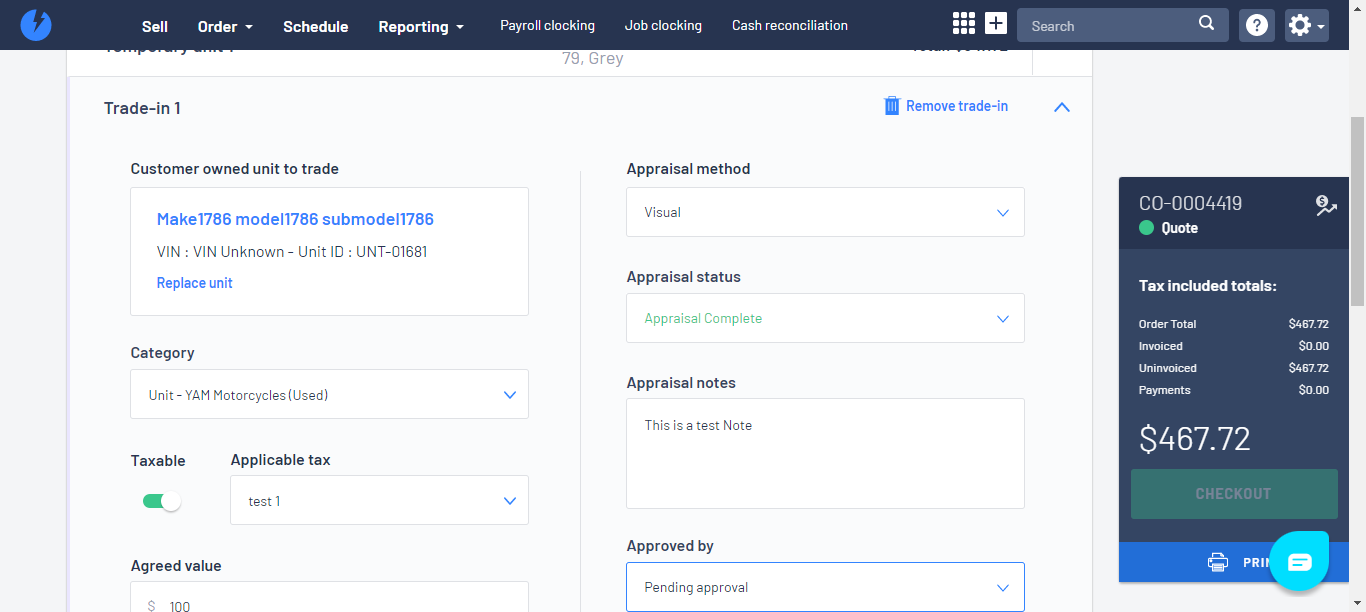 Sell Order Schedule Reporting Payroll clocking Job clocking Cash reconciliation Search
Temporary unit 1
79, Grey
Trade-in 1 Remove trade-in
Customer owned unit to trade
Make1786 model1786 submodel1786
VIN : VIN Unknown - Unit ID : UNT-01681
Replace unit
Category
Unit - YAM Motorcycles (Used)
Taxable
Applicable tax
test 1
Agreed value
$ 100
Appraisal method
Visual
Appraisal status
Appraisal Complete
Appraisal notes
This is a test Note
Approved by
Pending approval
CO-0004419
Quote
Tax included totals:
Order Total $467.72
Invoiced $0.00
Uninvoiced $467.72
Payments $0.00
$467.72
CHECKOUT
PRIN